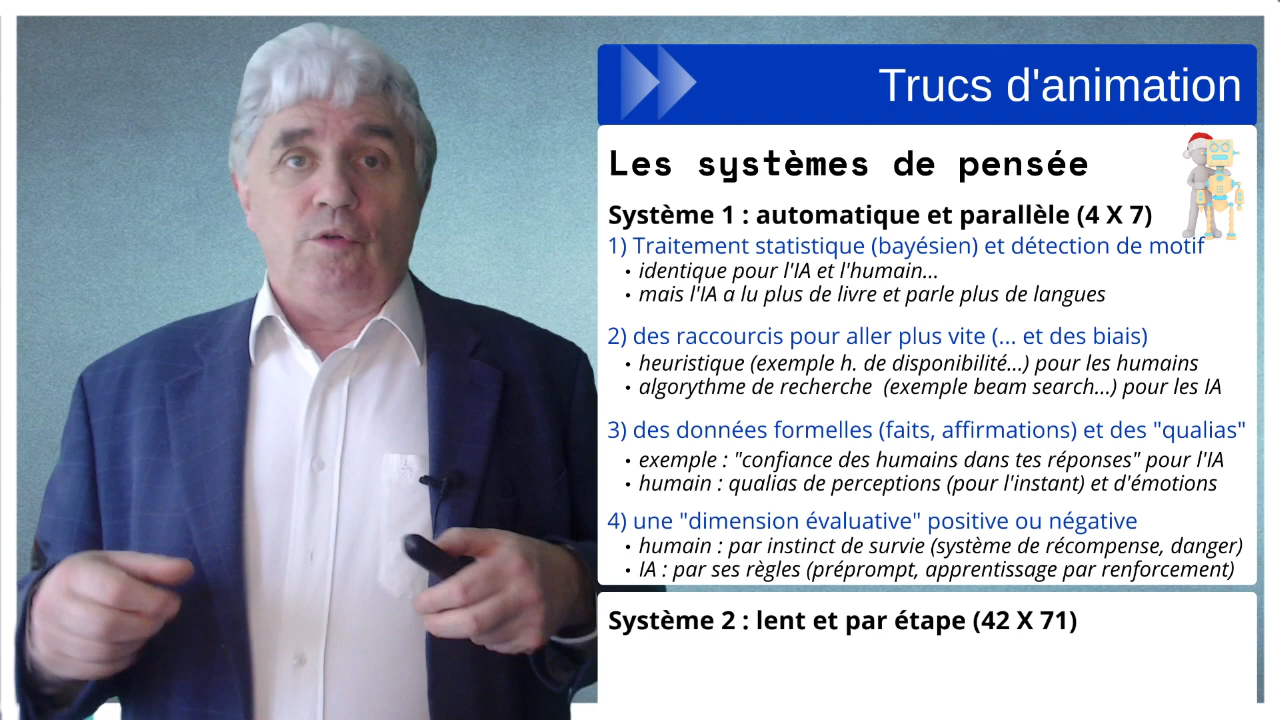 Trucs d'animation
Les systèmes de pensée
Système 1 : automatique et parallèle (4 X 7)
1) Traitement statistique (bayésien) et détection de motif
• identique pour l'IA et l'humain...
• mais l'IA a lu plus de livre et parle plus de langues
2) des raccourcis pour aller plus vite (... et des biais)
• heuristique (exemple h. de disponibilité...) pour les humains
• algorythme de recherche (exemple beam search...) pour les IA
3) des données formelles (faits, affirmations) et des "qualias"
• exemple : "confiance des humains dans tes réponses" pour l'IA
• humain : qualias de perceptions (pour l'instant) et d'émotions
4) une "dimension évaluative" positive ou négative
• humain : par instinct de survie (système de récompense, danger)
• IA : par ses règles (préprompt, apprentissage par renforcement)
Système 2 : lent et par étape (42 X 71)